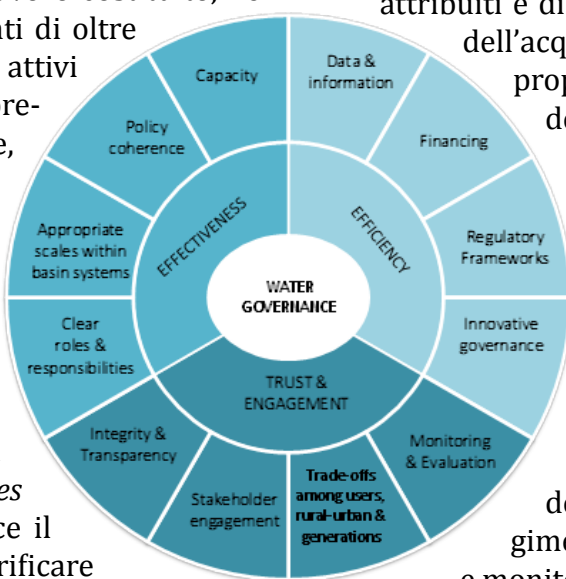 ti di oltre
attivi
re-
e,
attribuiti e di
dell'acq
prop
d
Capacity
Data &
information
Policy
coherence
Financing
Appropriate
scales within
basin systems
Regulatory
Frameworks
Clear
roles &
responsibilities
Innovative
governance
Integrity &
Transparency
Monitoring
& Evaluation
Stakeholder
engagement
Trade-offs
among users,
rural-urban &
generations
EFFECTIVENESS
EFFICIENCY
TRUST &
ENGAGEMENT
WATER
GOVERNANCE
es
ce il
rificare
de
gime
e monit